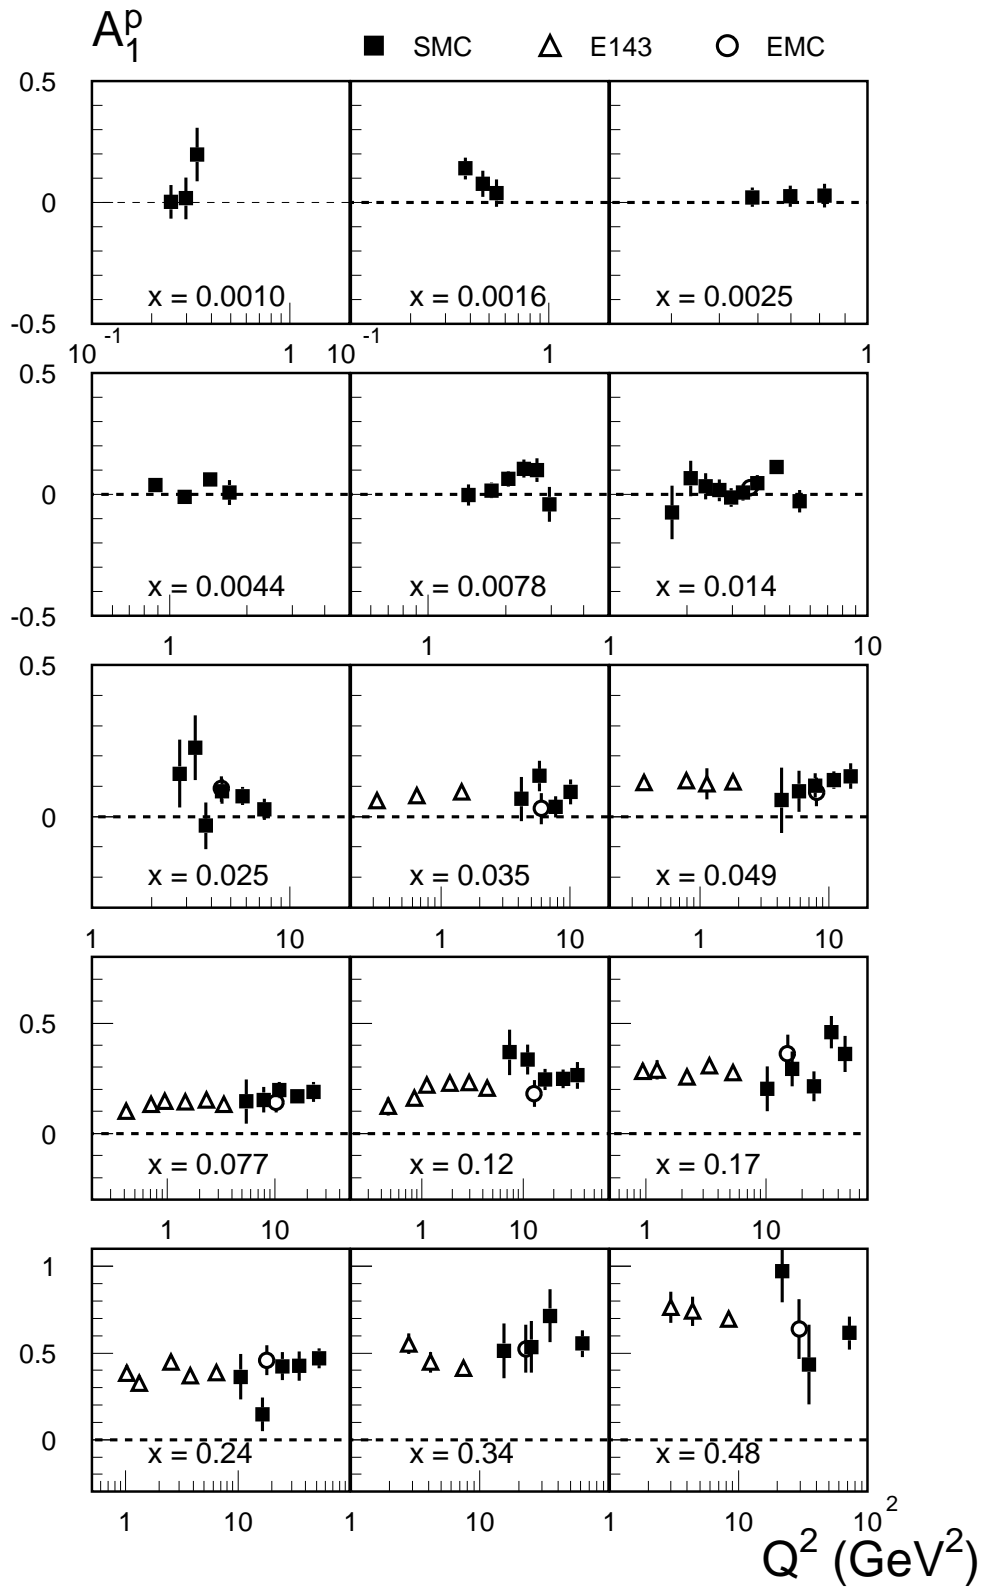 A₁ᵖ
SMC E143 EMC
0.5
0
-0.5
x = 0.0010 x = 0.0016 x = 0.0025
10⁻¹ 1 10⁻¹ 1 1
0.5
0
-0.5
x = 0.0044 x = 0.0078 x = 0.014
1 1 1 10
0.5
0
x = 0.025 x = 0.035 x = 0.049
1 10 1 10 1 10
0.5
0
x = 0.077 x = 0.12 x = 0.17
1 10 1 10 1 10
1
0.5
0
x = 0.24 x = 0.34 x = 0.48
1 10 1 10 1 10 10²
Q² (GeV²)